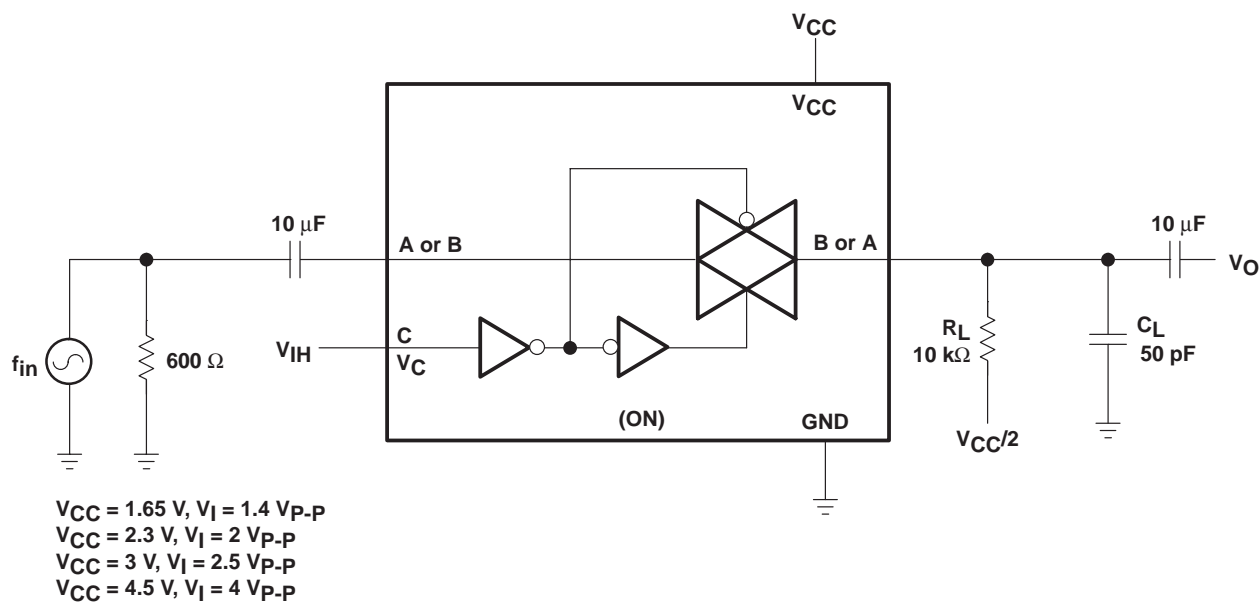 VCC
VCC
10 μF
A or B
B or A
10 μF
VO
fin
600 Ω
VIH
C
VC
RL
10 kΩ
CL
50 pF
(ON)
GND
VCC/2
VCC = 1.65 V, VI = 1.4 VP-P
VCC = 2.3 V, VI = 2 VP-P
VCC = 3 V, VI = 2.5 VP-P
VCC = 4.5 V, VI = 4 VP-P